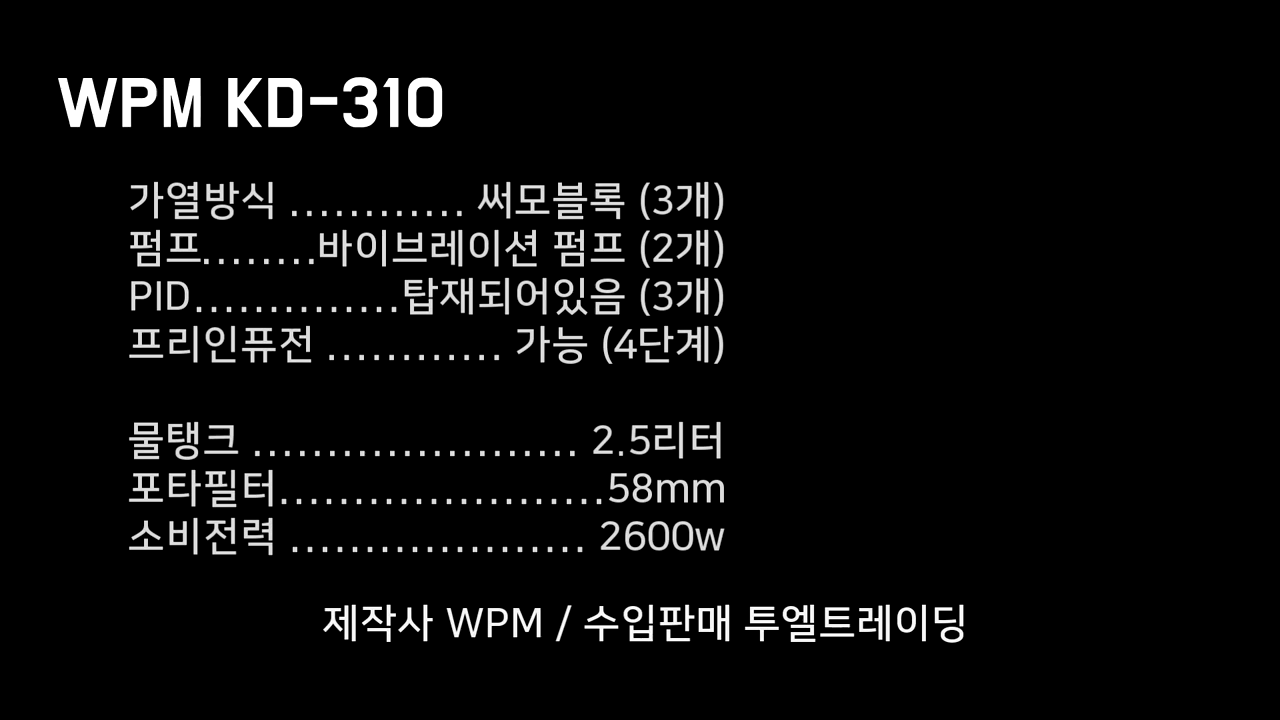 WPM KD-310
가열방식 ............ 써모블록 (3개)
펌프........바이브레이션 펌프 (2개)
PID..............탑재되어있음 (3개)
프리인퓨전 ............ 가능 (4단계)
물탱크 ...................... 2.5리터
포타필터......................58mm
소비전력 .................... 2600w
제작사 WPM / 수입판매 투엘트레이딩